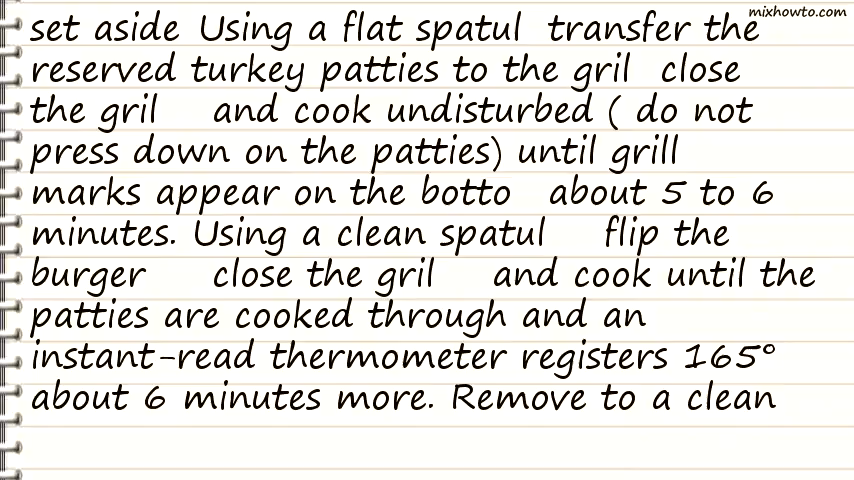 mixhowto.com
set aside Using a flat spatul transfer the
reserved turkey patties to the gril close
the gril and cook undisturbed ( do not
press down on the patties) until grill
marks appear on the botto about 5 to 6
minutes. Using a clean spatul flip the
burger close the gril and cook until the
patties are cooked through and an
instant-read thermometer registers 165°
about 6 minutes more. Remove to a clean